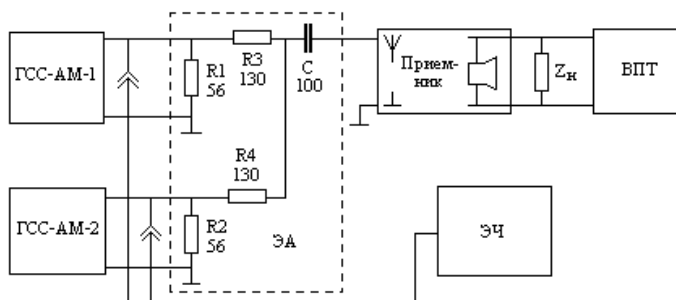 ГСС-АМ-1
R1
56
R3
130
C
100
Прием-
ник
Zн
ВПТ
R4
130
ГСС-АМ-2
R2
56
ЭА
ЭЧ